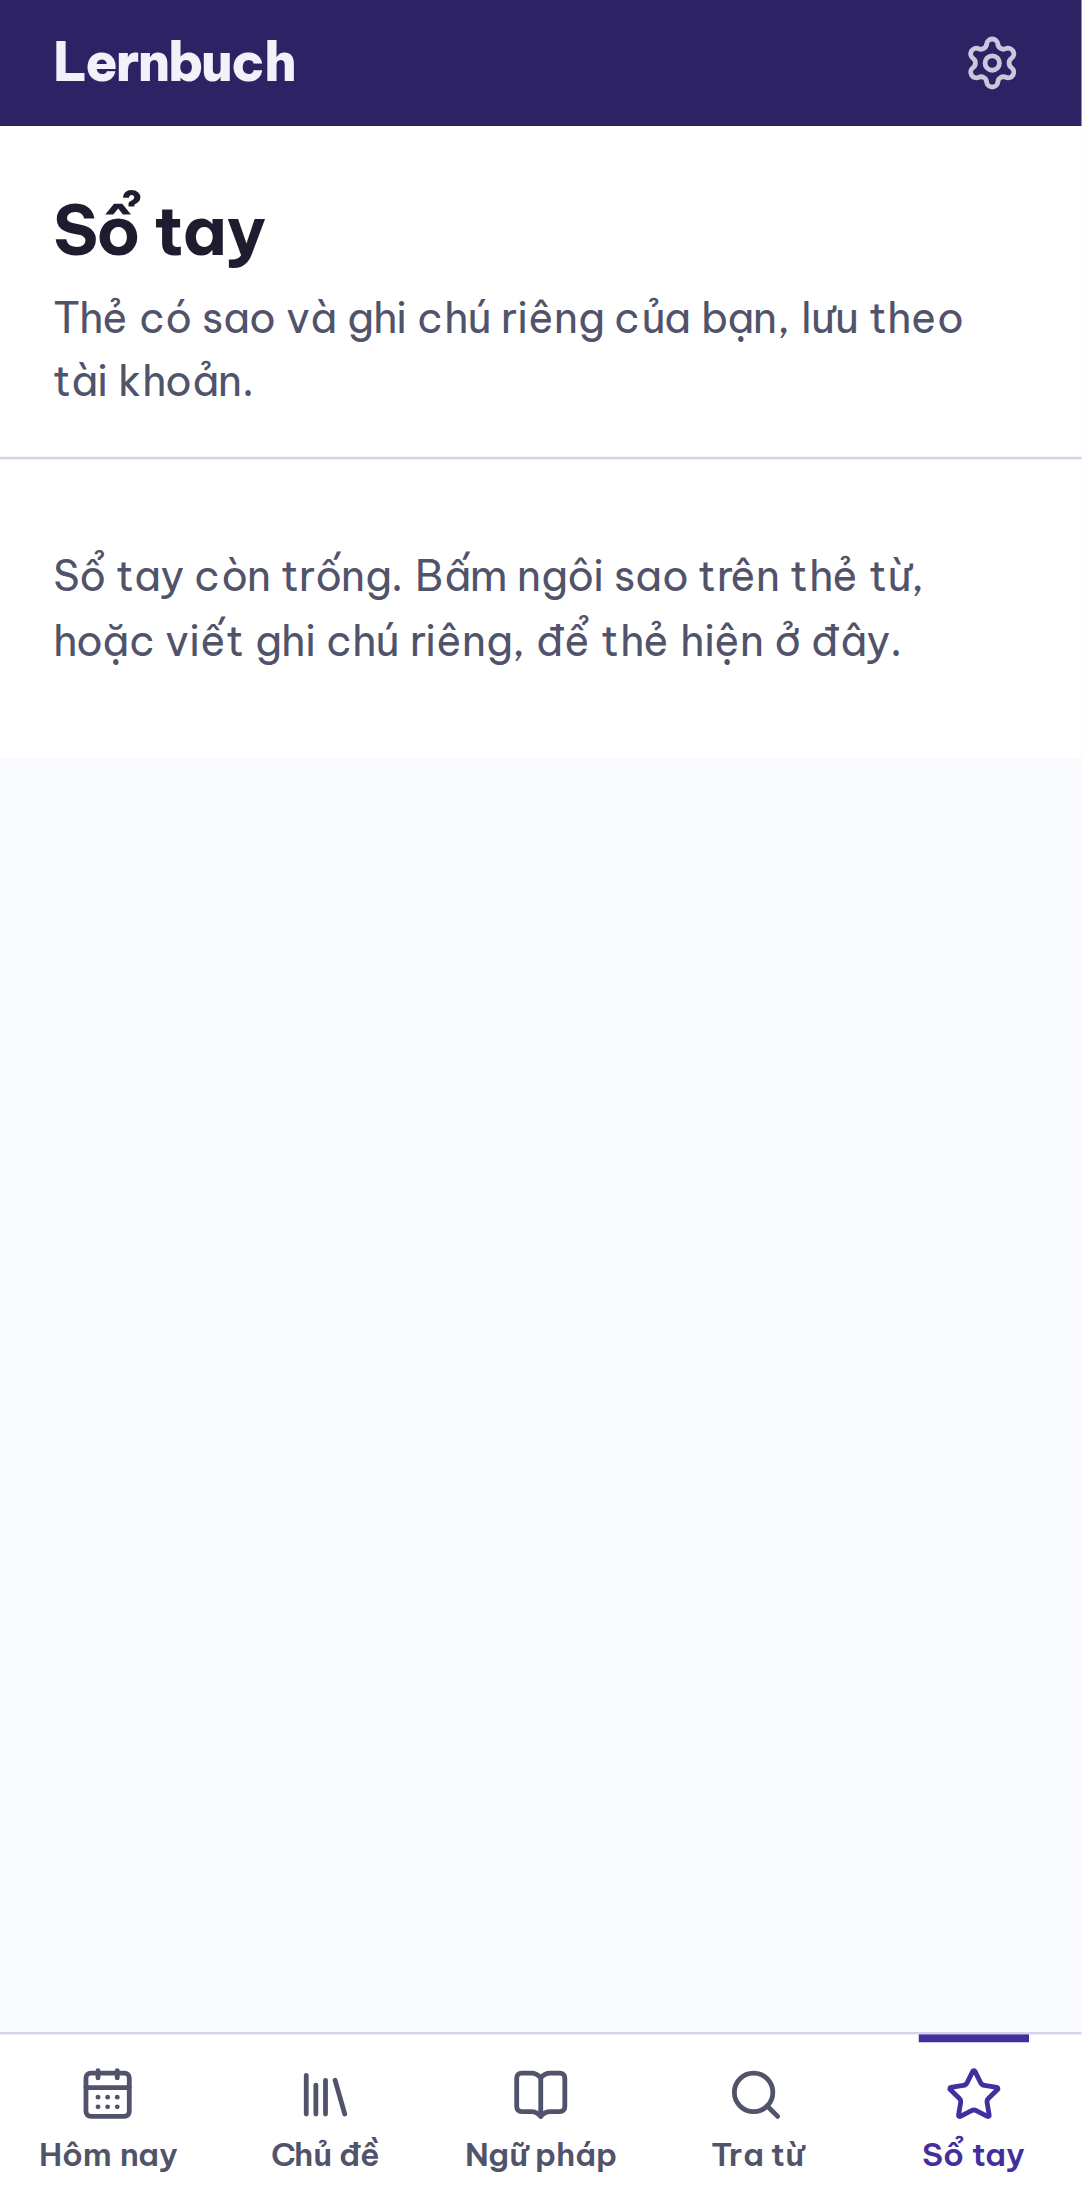 Lernbuch
Sổ tay
Thẻ có sao và ghi chú riêng của bạn, lưu theo
tài khoản.
Sổ tay còn trống. Bấm ngôi sao trên thẻ từ,
hoặc viết ghi chú riêng, để thẻ hiện ở đây.
Hôm nay
Chủ đề
Ngữ pháp
Tra từ
Sổ tay